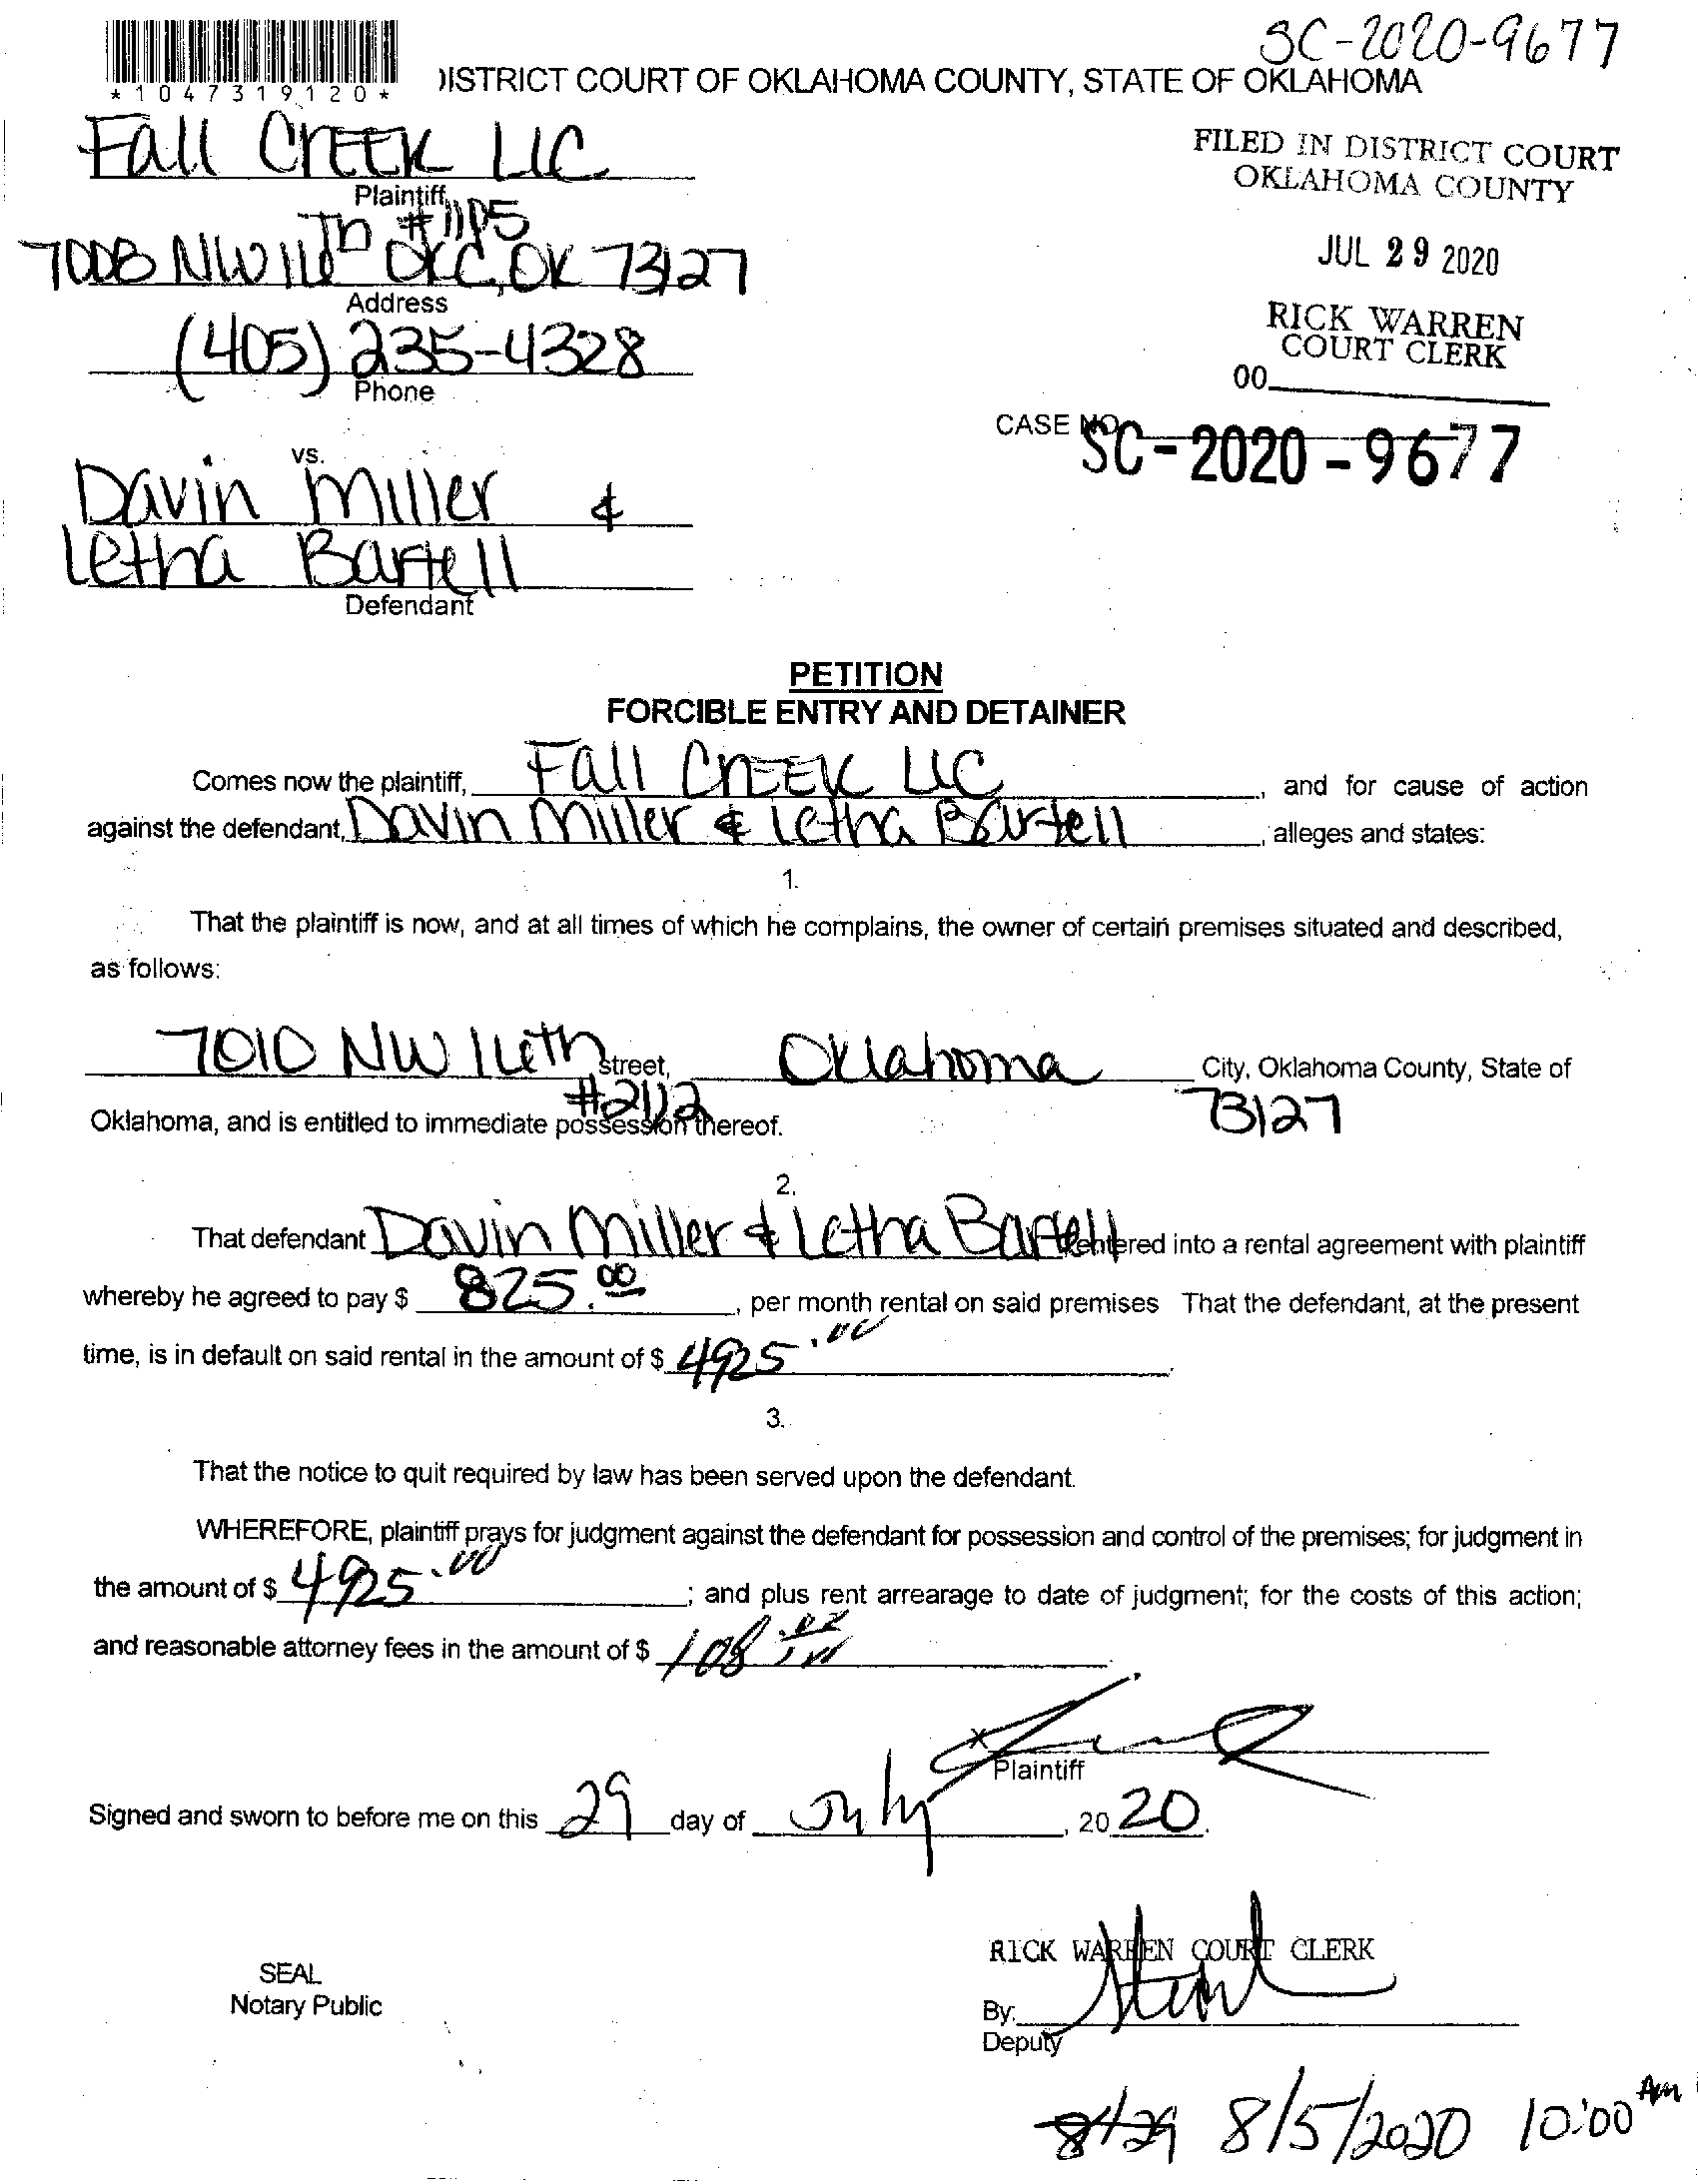 SC-2020-9677
*1047319120*
DISTRICT COURT OF OKLAHOMA COUNTY, STATE OF OKLAHOMA
Fall Creek LLC
Plaintiff
7008 NW 16th #1105 OKC, OK 73127
Address
(405) 235-4328
Phone
FILED IN DISTRICT COURT
OKLAHOMA COUNTY
JUL 29 2020
RICK WARREN
COURT CLERK
00
CASE NO.
SC-2020-9677
vs.
Davin Miller &
Letha Bartell
Defendant
PETITION
FORCIBLE ENTRY AND DETAINER
Comes now the plaintiff, Fall Creek LLC, and for cause of action
against the defendant, Davin Miller & Letha Bartell, alleges and states:
1.
That the plaintiff is now, and at all times of which he complains, the owner of certain premises situated and described,
as follows:
7010 NW 16th street, Oklahoma City, Oklahoma County, State of
#2112 73127
Oklahoma, and is entitled to immediate possession thereof.
2.
That defendant Davin Miller & Letha Bartell entered into a rental agreement with plaintiff
whereby he agreed to pay $ 825.00, per month rental on said premises That the defendant, at the present
time, is in default on said rental in the amount of $ 4925.00.
3.
That the notice to quit required by law has been served upon the defendant.
WHEREFORE, plaintiff prays for judgment against the defendant for possession and control of the premises; for judgment in
the amount of $ 4925.00; and plus rent arrearage to date of judgment; for the costs of this action;
and reasonable attorney fees in the amount of $ 108
X
Plaintiff
Signed and sworn to before me on this 29 day of July, 2020.
RICK WARREN COURT CLERK
SEAL
Notary Public
By:
Deputy
8/29 8/5/2020 10:00 Am